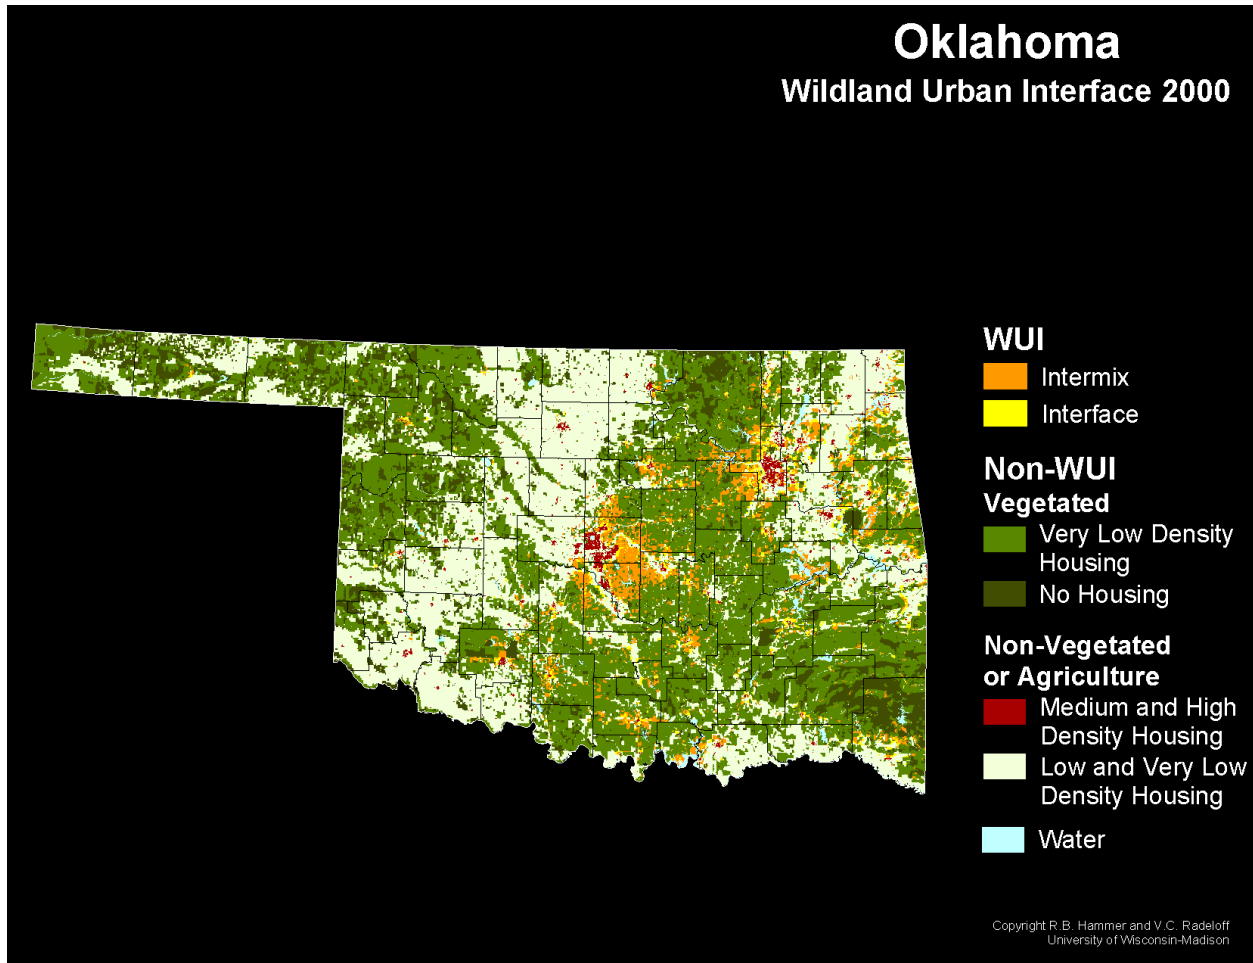 Oklahoma
Wildland Urban Interface 2000
WUI
Intermix
Interface
Non-WUI
Vegetated
Very Low Density
Housing
No Housing
Non-Vegetated
or Agriculture
Medium and High
Density Housing
Low and Very Low
Density Housing
Water
Copyright R.B. Hammer and V.C. Radeloff
University of Wisconsin-Madison